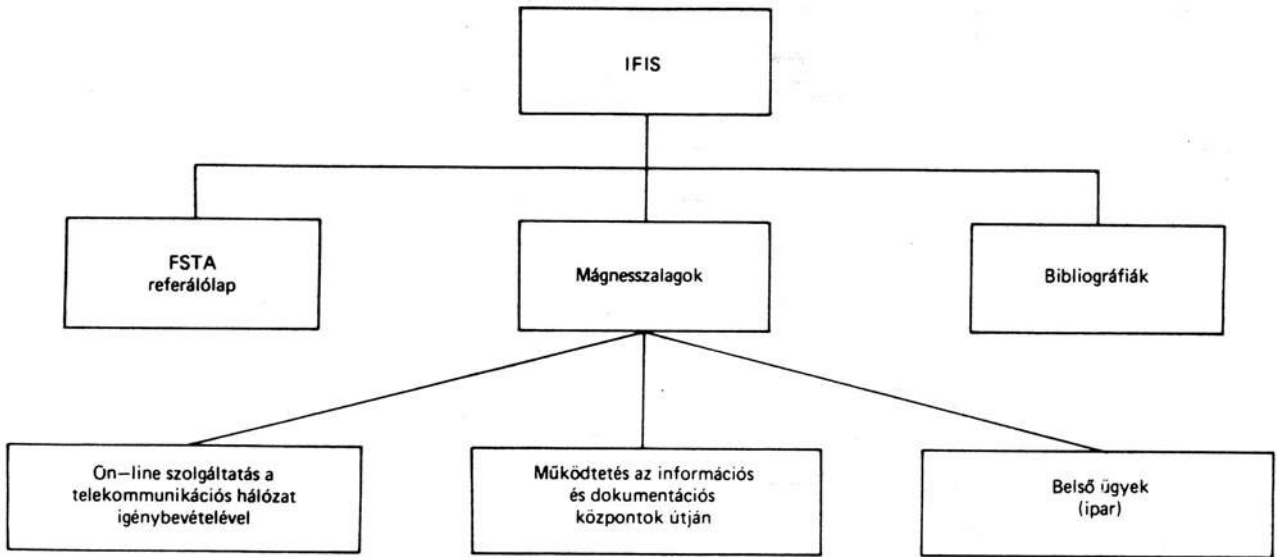 IFIS
FSTA
referálólap
Mágnesszalagok
Bibliográfiák
On—line szolgáltatás a
telekommunikációs hálózat
igénybevételével
Működtetés az információs
és dokumentációs
központok útján
Belső ügyek
(ipar)